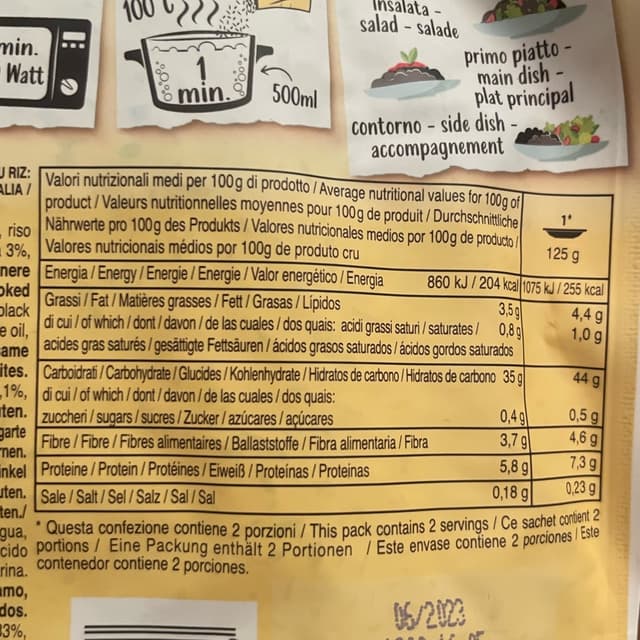 100
min.
Watt
1
min.
500ml
Insalata -
salad - salade
primo piatto -
main dish -
plat principal
contorno - side dish -
accompagnement
RIZ:
ALIA /
riso
3%,
nere
oked
black
e oil,
ame
ites.
1%,
ten.
garte
men.
inkel
uten.
ten./
gua,
cido
rina.
amo,
dos.
33%,
Valori nutrizionali medi per 100g di prodotto / Average nutritional values for 100g of
product / Valeurs nutritionnelles moyennes pour 100g de produit / Durchschnittliche
Nährwerte pro 100g des Produkts / Valores nutricionales medios por 100g de producto /
Valores nutricionais médios por 100g de produto cru
1*
125 g
Energia / Energy / Energie / Energie / Valor energético / Energia 860 kJ / 204 kcal 1075 kJ / 255 kcal
Grassi / Fat / Matières grasses / Fett / Grasas / Lípidos 3,5g 4,4 g
di cui / of which / dont / davon / de las cuales / dos quais: acidi grassi saturi / saturates / 0,8g 1,0 g
acides gras saturés / gesättigte Fettsäuren / ácidos grasos saturados / ácidos gordos saturados
Carboidrati / Carbohydrate / Glucides / Kohlenhydrate / Hidratos de carbono / Hidratos de carbono 35 g 44 g
di cui / of which / dont / davon / de las cuales / dos quais:
zuccheri / sugars / sucres / Zucker / azúcares / açúcares 0,4 g 0,5 g
Fibre / Fibre / Fibres alimentaires / Ballaststoffe / Fibra alimentaria / Fibra 3,7 g 4,6 g
Proteine / Protein / Protéines / Eiweiß / Proteínas / Proteínas 5,8 g 7,3 g
Sale / Salt / Sel / Salz / Sal / Sal 0,18 g 0,23 g
* Questa confezione contiene 2 porzioni / This pack contains 2 servings / Ce sachet contient 2
portions / Eine Packung enthält 2 Portionen / Este envase contiene 2 porciones / Este
contenedor contiene 2 porciones.
06/2023